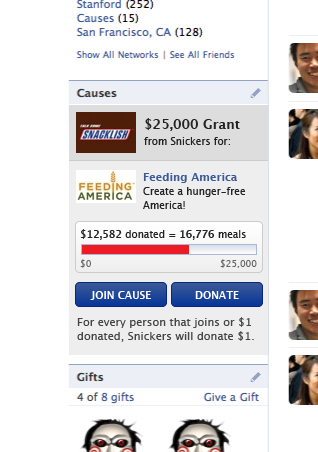 Stanford (252)
Causes (15)
San Francisco, CA (128)
Show All Networks | See All Friends
Causes
SNACKLISH
$25,000 Grant
from Snickers for:
FEEDING
AMERICA
Feeding America
Create a hunger-free
America!
$12,582 donated = 16,776 meals
$0 $25,000
JOIN CAUSE DONATE
For every person that joins or $1
donated, Snickers will donate $1.
Gifts
4 of 8 gifts Give a Gift